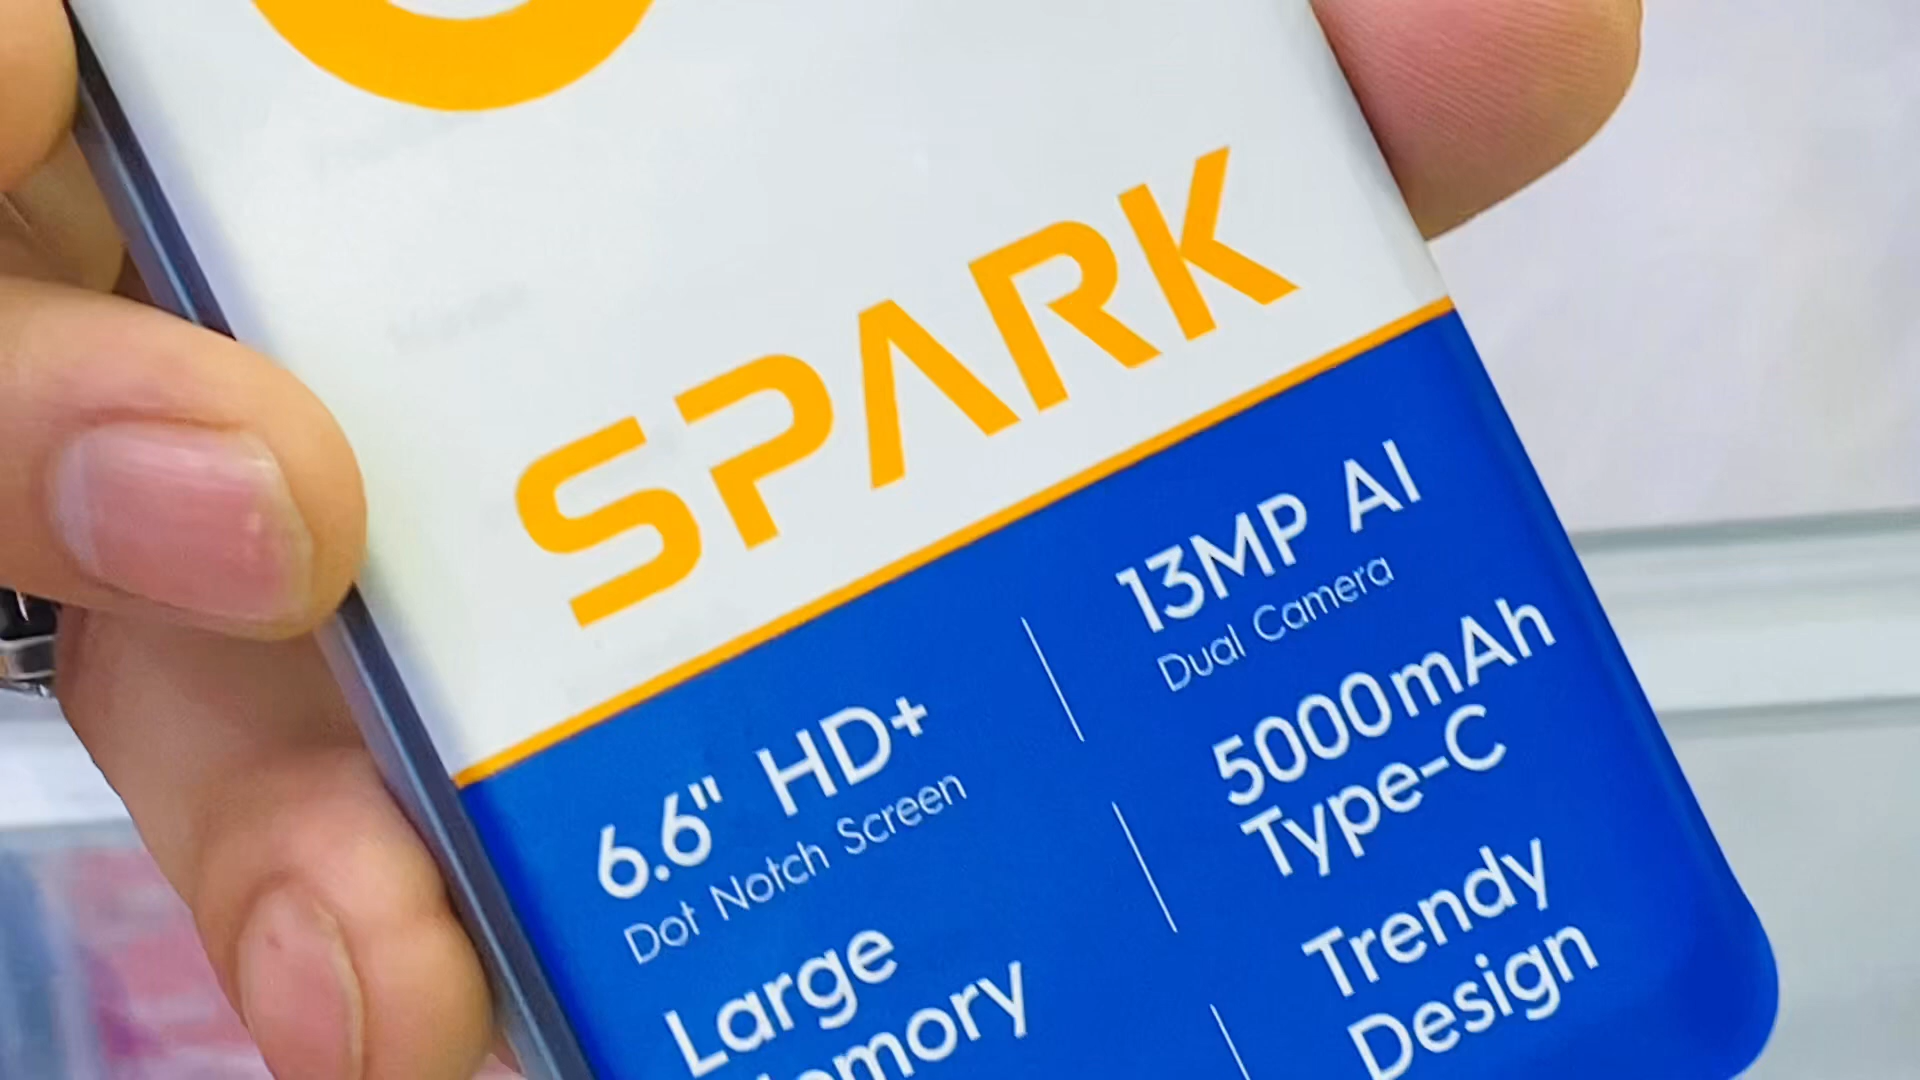 SPARK
6.6" HD+
Dot Notch Screen
Large
13MP AI
Dual Camera
5000mAh
Type-C
Trendy
Design